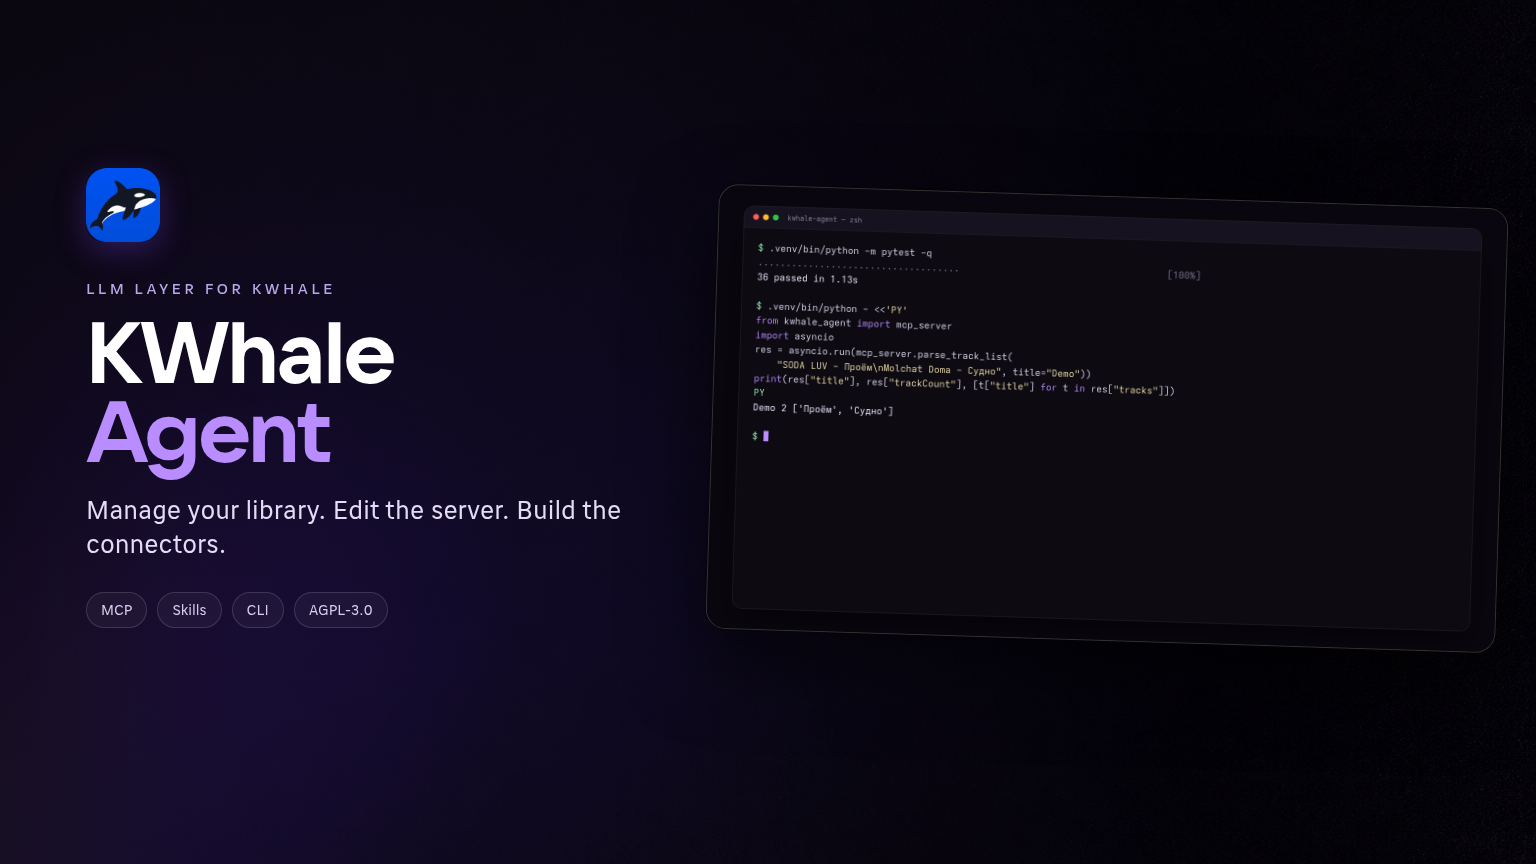 LLM LAYER FOR KWHALE
KWhale
Agent
Manage your library. Edit the server. Build the
connectors.
MCP
Skills
CLI
AGPL-3.0
kwhale-agent — zsh
$ .venv/bin/python -m pytest -q
.................................... [100%]
36 passed in 1.13s
$ .venv/bin/python - <<'PY'
from kwhale_agent import mcp_server
import asyncio
res = asyncio.run(mcp_server.parse_track_list(
"SODA LUV - Проём\nMolchat Doma - Судно", title="Demo"))
print(res["title"], res["trackCount"], [t["title"] for t in res["tracks"]])
PY
Demo 2 ['Проём', 'Судно']
$